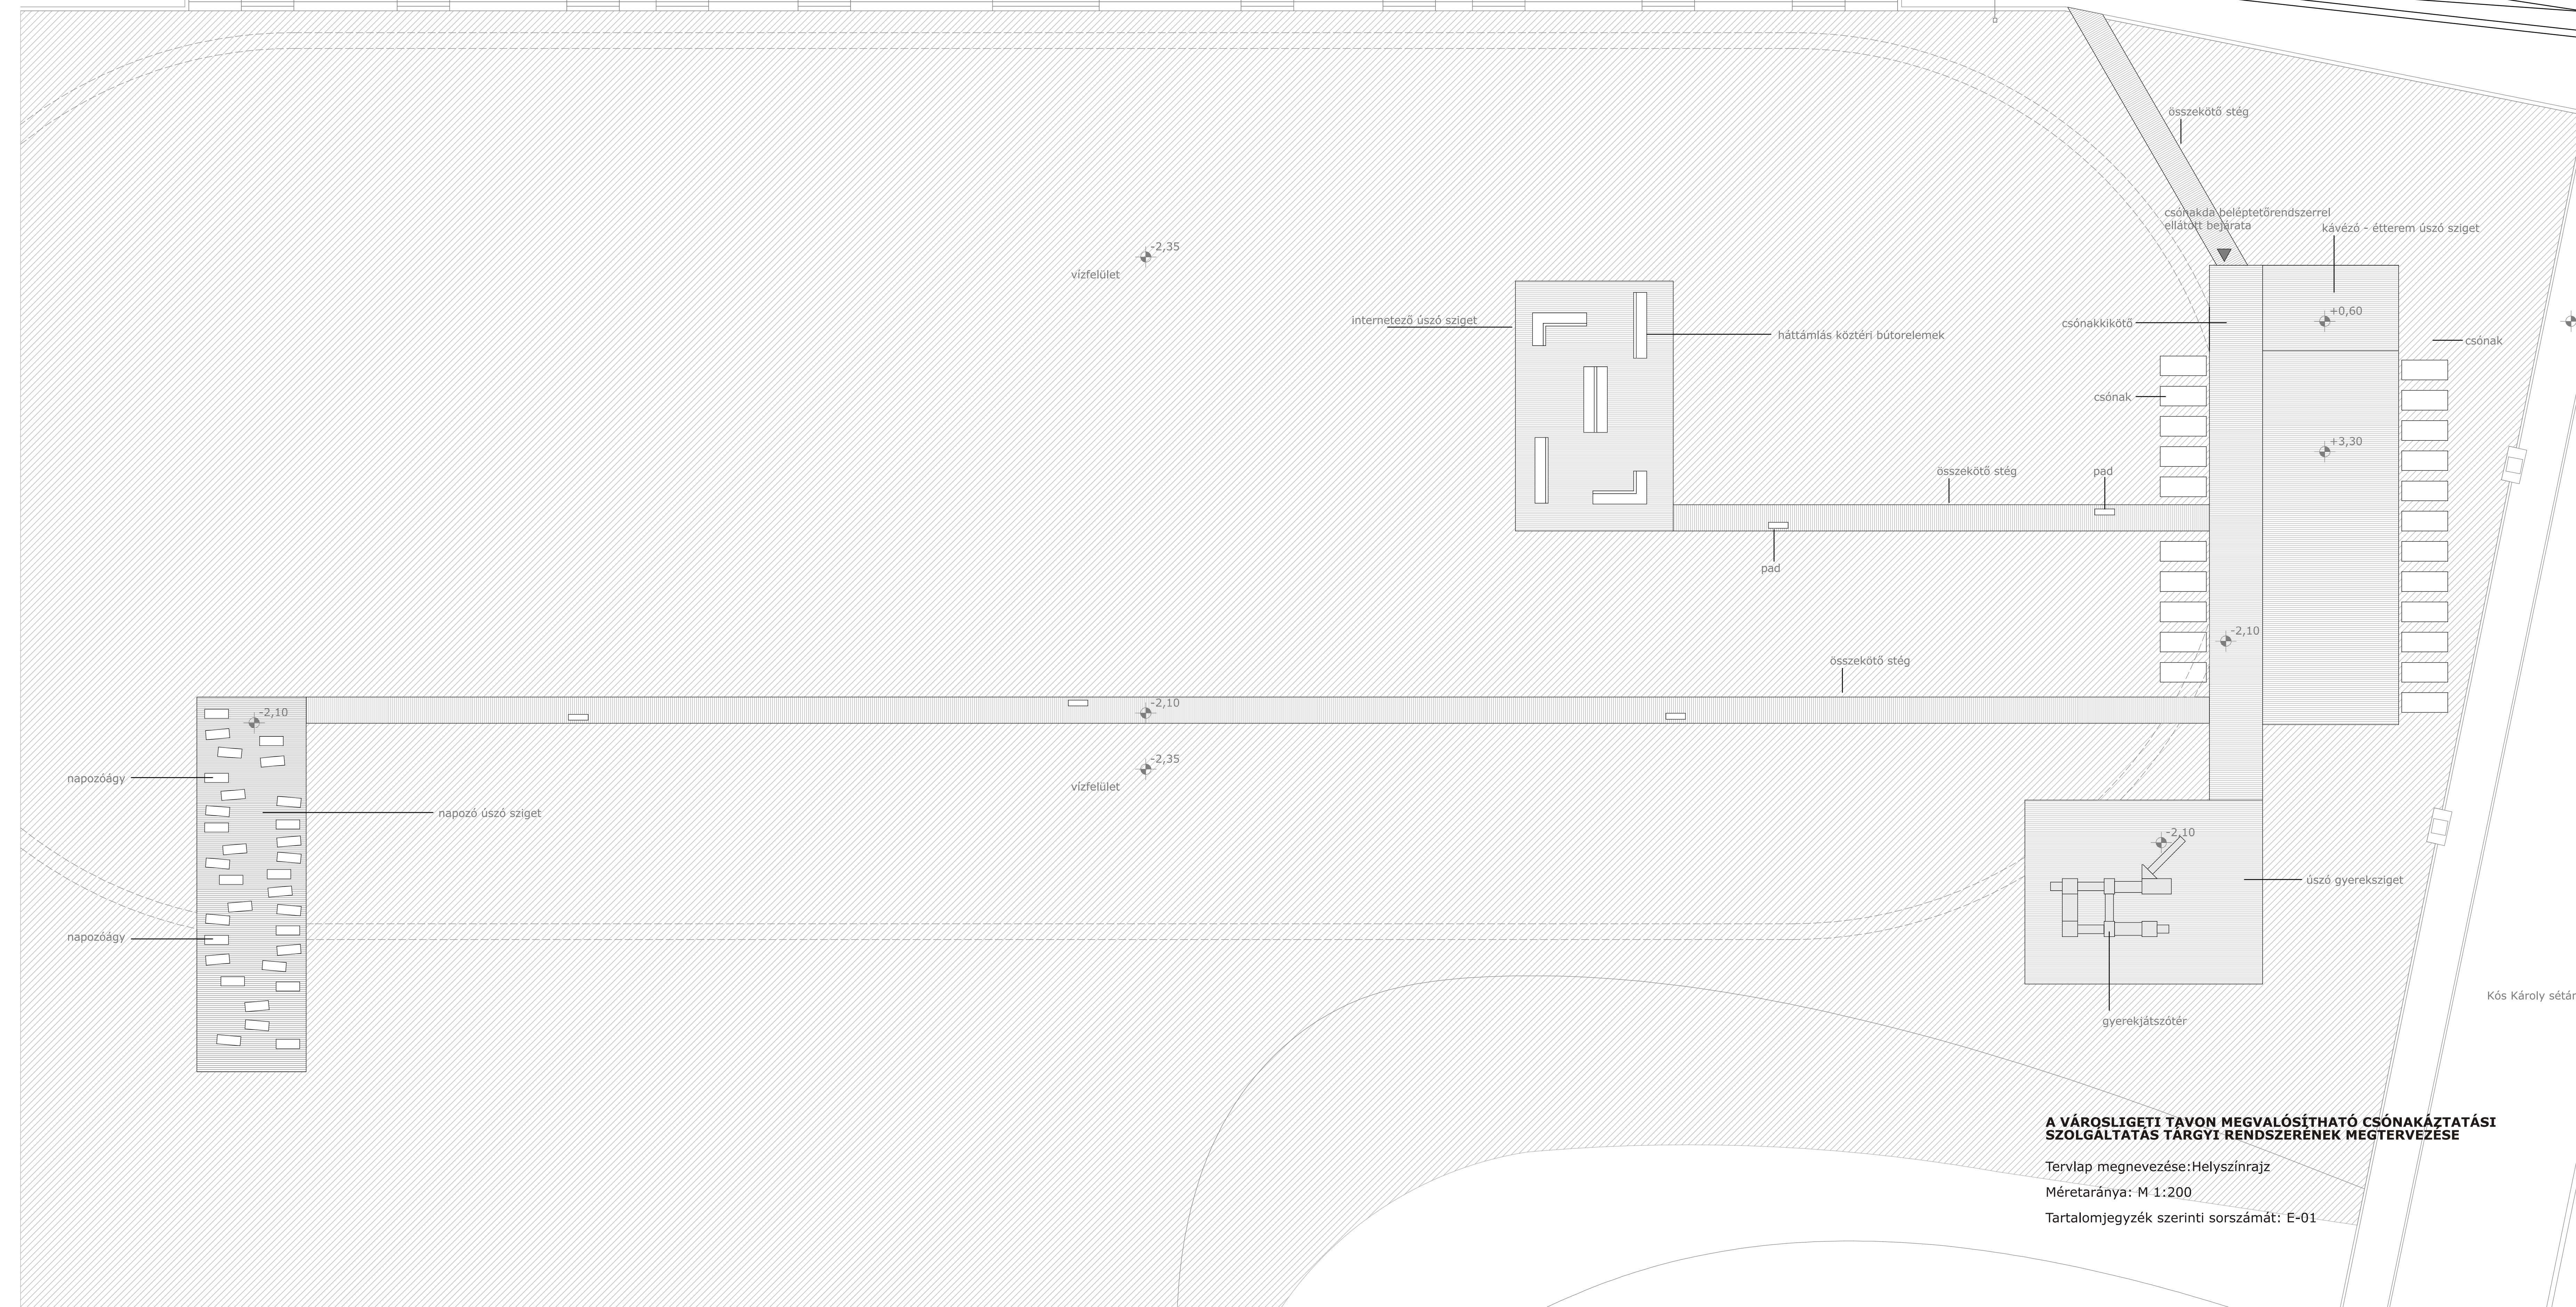 összekötő stég
csónakda beléptetőrendszerrel
ellátott bejárata
kávézó - étterem úszó sziget
-2,35
vízfelület
internetező úszó sziget
háttámlás köztéri bútorelemek
csónakkikötő
+0,60
csónak
csónak
+3,30
összekötő stég
pad
pad
-2,10
összekötő stég
-2,10
-2,10
-2,35
vízfelület
napozóágy
napozó úszó sziget
-2,10
úszó gyereksziget
napozóágy
gyerekjátszótér
Kós Károly sétán
A VÁROSLIGETI TAVON MEGVALÓSÍTHATÓ CSÓNAKÁZTATÁSI
SZOLGÁLTATÁS TÁRGYI RENDSZERÉNEK MEGTERVEZÉSE
Tervlap megnevezése:Helyszínrajz
Méretaránya: M 1:200
Tartalomjegyzék szerinti sorszámát: E-01